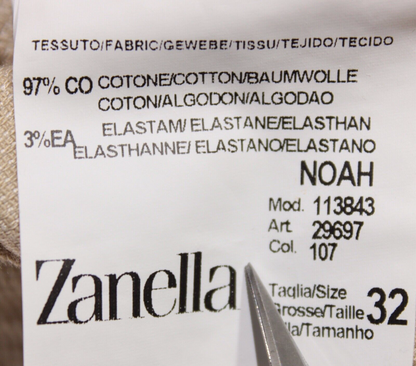 TESSUTO/FABRIC/GEWEBE/TISSU/TEJIDO/TECIDO
97% CO COTONE/COTTON/BAUMWOLLE
COTON/ALGODON/ALGODAO
3%EA ELASTAM/ ELASTANE/ELASTHAN
ELASTHANNE/ ELASTANO/ELASTANO
NOAH
Mod. 113843
Art. 29697
Col. 107
Zanella
Taglia/Size 32
/Taille
/Tamanho